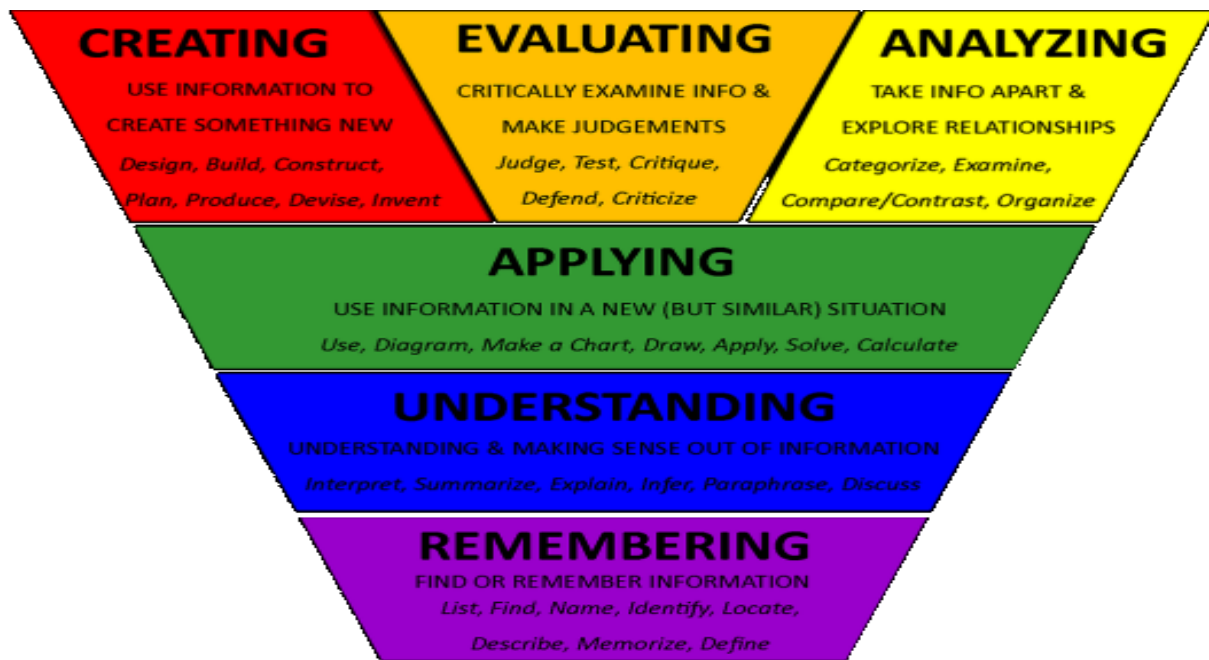 CREATING
USE INFORMATION TO
CREATE SOMETHING NEW
Design, Build, Construct,
Plan, Produce, Devise, Invent
EVALUATING
CRITICALLY EXAMINE INFO &
MAKE JUDGEMENTS
Judge, Test, Critique,
Defend, Criticize
ANALYZING
TAKE INFO APART &
EXPLORE RELATIONSHIPS
Categorize, Examine,
Compare/Contrast, Organize
APPLYING
USE INFORMATION IN A NEW (BUT SIMILAR) SITUATION
Use, Diagram, Make a Chart, Draw, Apply, Solve, Calculate
UNDERSTANDING
UNDERSTANDING & MAKING SENSE OUT OF INFORMATION
Interpret, Summarize, Explain, Infer, Paraphrase, Discuss
REMEMBERING
FIND OR REMEMBER INFORMATION
List, Find, Name, Identify, Locate,
Describe, Memorize, Define